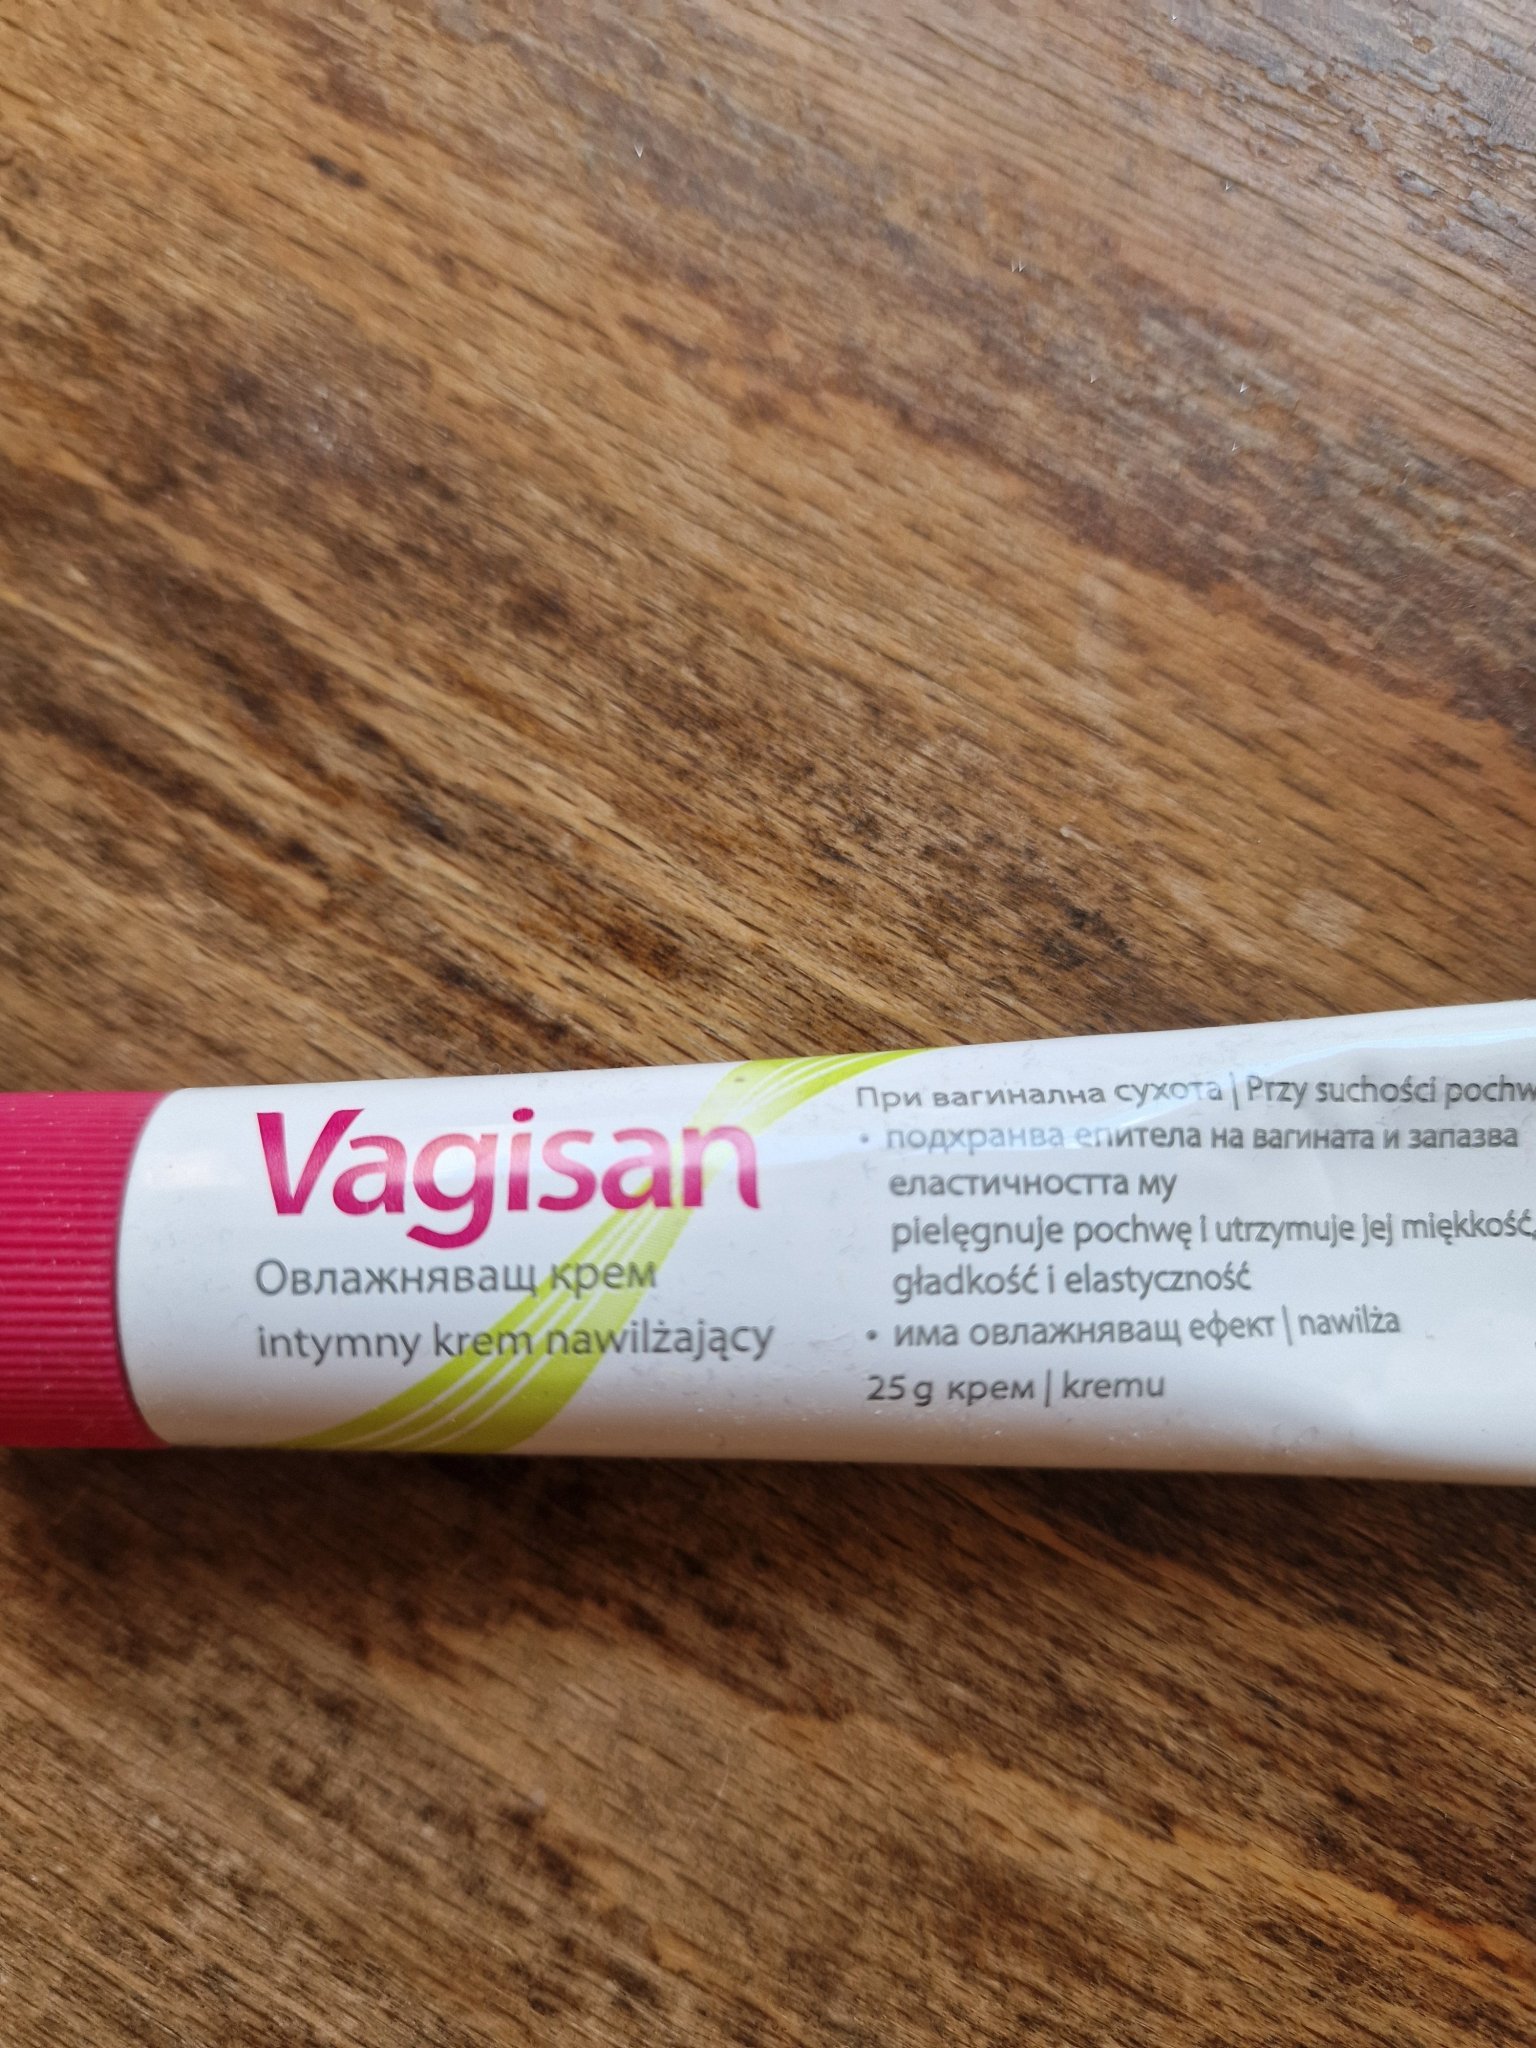 Vagisan
Овлажняващ крем
intymny krem nawilżający
При вагинална сухота | Przy suchości
• подхранва епитела на вагината и запазва
еластичността му
pielęgnuje pochwę i utrzymuje jej miękkość,
gładkość i elastyczność
• има овлажняващ ефект | nawilża
25 g крем | kremu